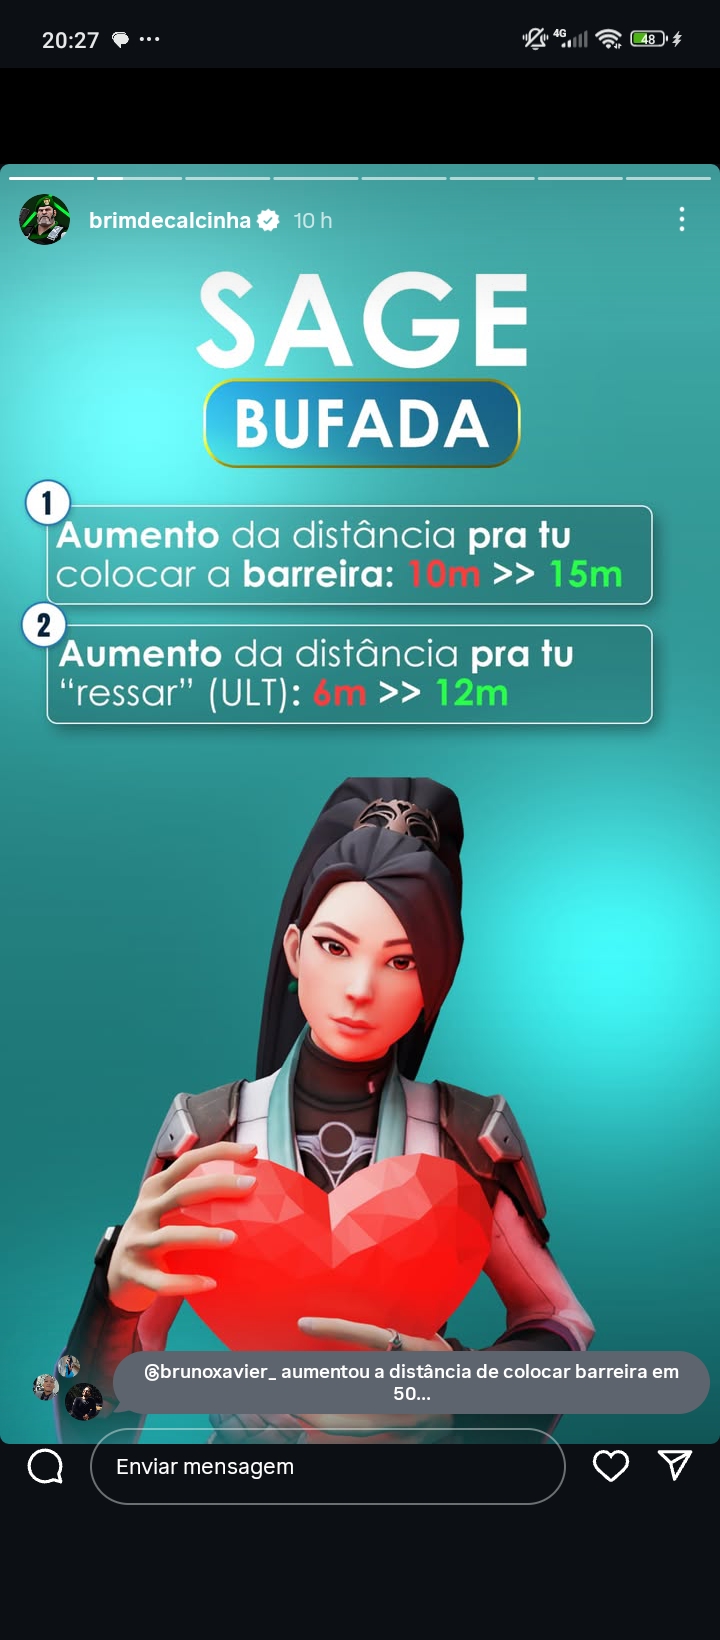 20:27
4G
48
brimdecalcinha 10 h
SAGE
BUFADA
1
Aumento da distância pra tu
colocar a barreira: 10m >> 15m
2
Aumento da distância pra tu
“ressar” (ULT): 6m >> 12m
@brunoxavier_ aumentou a distância de colocar barreira em
50...
Enviar mensagem